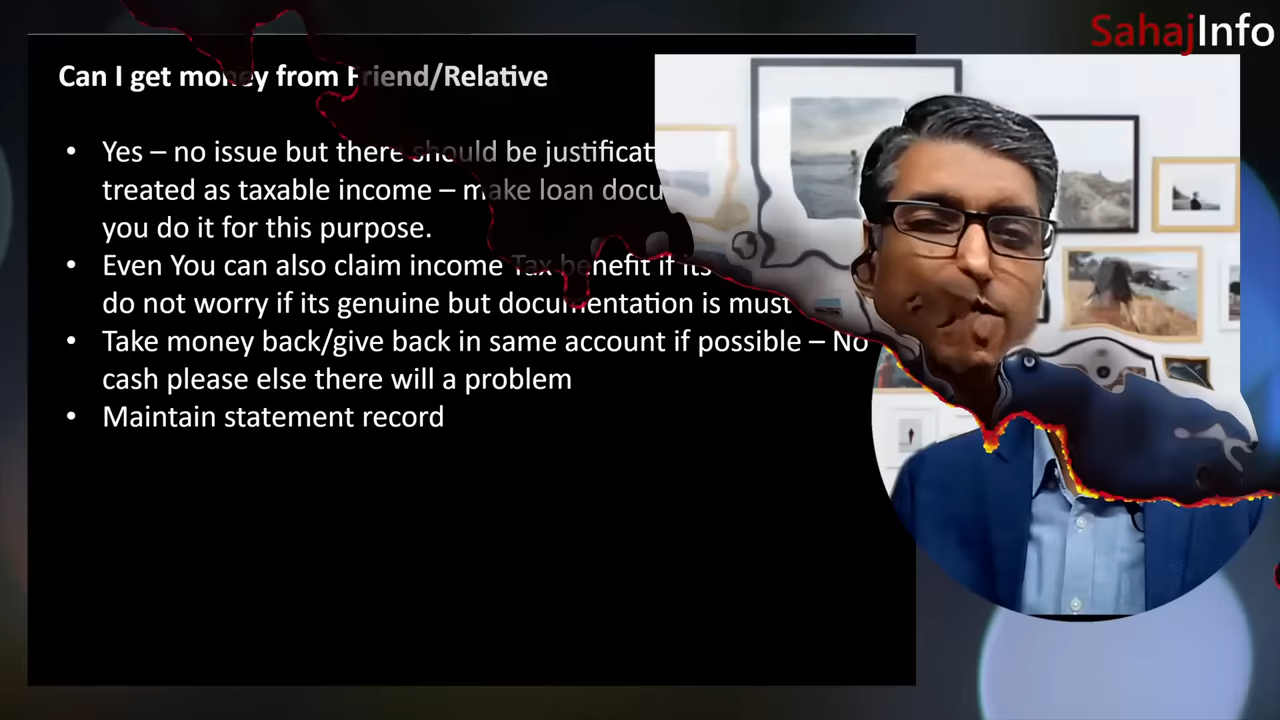 SahajInfo
Can I get money from Friend/Relative
• Yes – no issue but there should be justificati
treated as taxable income – make loan docu
you do it for this purpose.
• Even You can also claim income Tax benefit if its
do not worry if its genuine but documentation is must
• Take money back/give back in same account if possible – No
cash please else there will a problem
• Maintain statement record